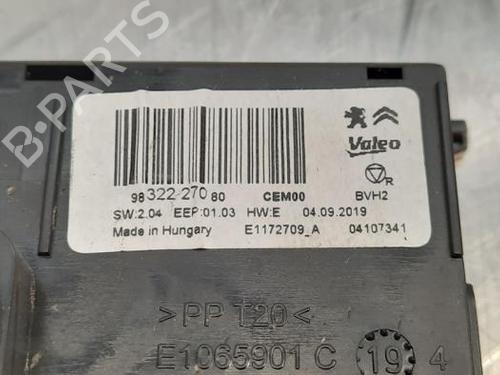 B-PARTS
Valeo
R
98 322 270 80 CEM00 BVH2
SW:2.04 EEP:01.03 HW:E 04.09.2019
Made in Hungary E1172709_A 04107341
>PP T20<
E1065901 C 19 4